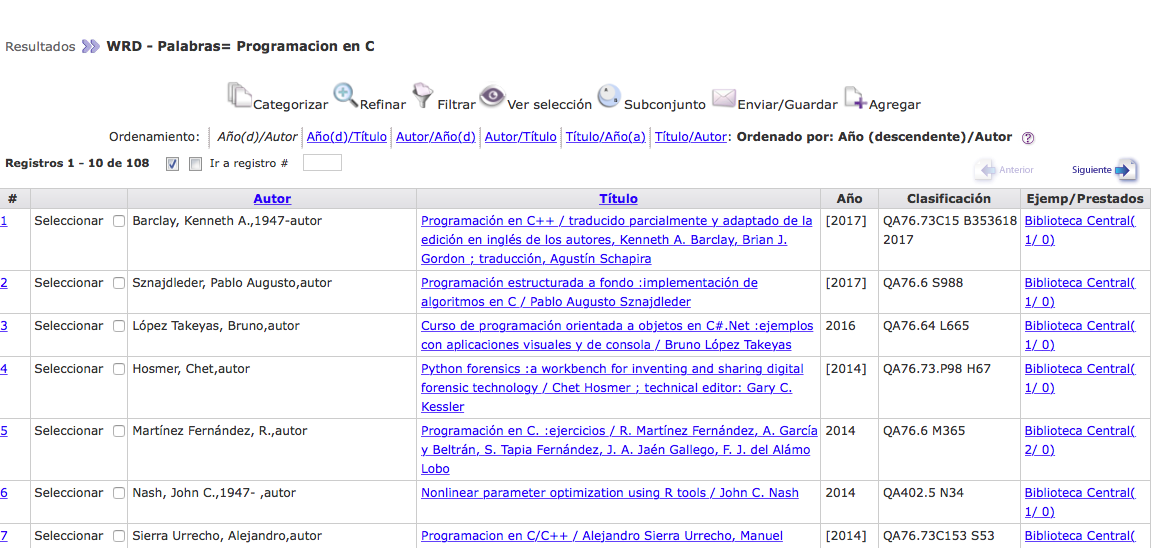 Resultados WRD - Palabras= Programacion en C
Categorizar Refinar Filtrar Ver selección Subconjunto Enviar/Guardar Agregar
Ordenamiento: Año(d)/Autor Año(d)/Título Autor/Año(d) Autor/Título Título/Año(a) Título/Autor: Ordenado por: Año (descendente)/Autor
Registros 1 - 10 de 108 Ir a registro # Anterior Siguiente
# Autor Título Año Clasificación Ejemp/Prestados
1 Seleccionar Barclay, Kenneth A.,1947-autor Programación en C++ / traducido parcialmente y adaptado de la [2017] QA76.73C15 B353618 Biblioteca Central(
edición en inglés de los autores, Kenneth A. Barclay, Brian J. 2017 1/ 0)
Gordon ; traducción, Agustín Schapira
2 Seleccionar Sznajdleder, Pablo Augusto,autor Programación estructurada a fondo :implementación de [2017] QA76.6 S988 Biblioteca Central(
algoritmos en C / Pablo Augusto Sznajdleder 1/ 0)
3 Seleccionar López Takeyas, Bruno,autor Curso de programación orientada a objetos en C#.Net :ejemplos 2016 QA76.64 L665 Biblioteca Central(
con aplicaciones visuales y de consola / Bruno López Takeyas 1/ 0)
4 Seleccionar Hosmer, Chet,autor Python forensics :a workbench for inventing and sharing digital [2014] QA76.73.P98 H67 Biblioteca Central(
forensic technology / Chet Hosmer ; technical editor: Gary C. 1/ 0)
Kessler
5 Seleccionar Martínez Fernández, R.,autor Programación en C. :ejercicios / R. Martínez Fernández, A. García 2014 QA76.6 M365 Biblioteca Central(
y Beltrán, S. Tapia Fernández, J. A. Jaén Gallego, F. J. del Alámo 2/ 0)
Lobo
6 Seleccionar Nash, John C.,1947- ,autor Nonlinear parameter optimization using R tools / John C. Nash 2014 QA402.5 N34 Biblioteca Central(
1/ 0)
7 Seleccionar Sierra Urrecho, Alejandro,autor Programacion en C/C++ / Alejandro Sierra Urrecho, Manuel [2014] QA76.73C153 S53 Biblioteca Central(